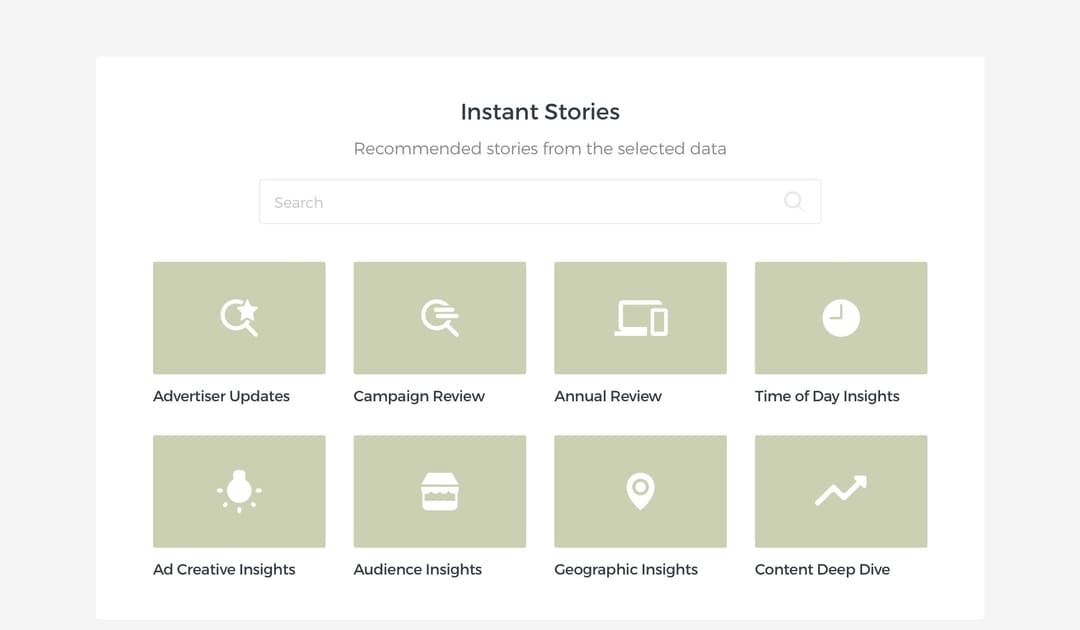 Instant Stories
Recommended stories from the selected data
Search
Advertiser Updates
Campaign Review
Annual Review
Time of Day Insights
Ad Creative Insights
Audience Insights
Geographic Insights
Content Deep Dive